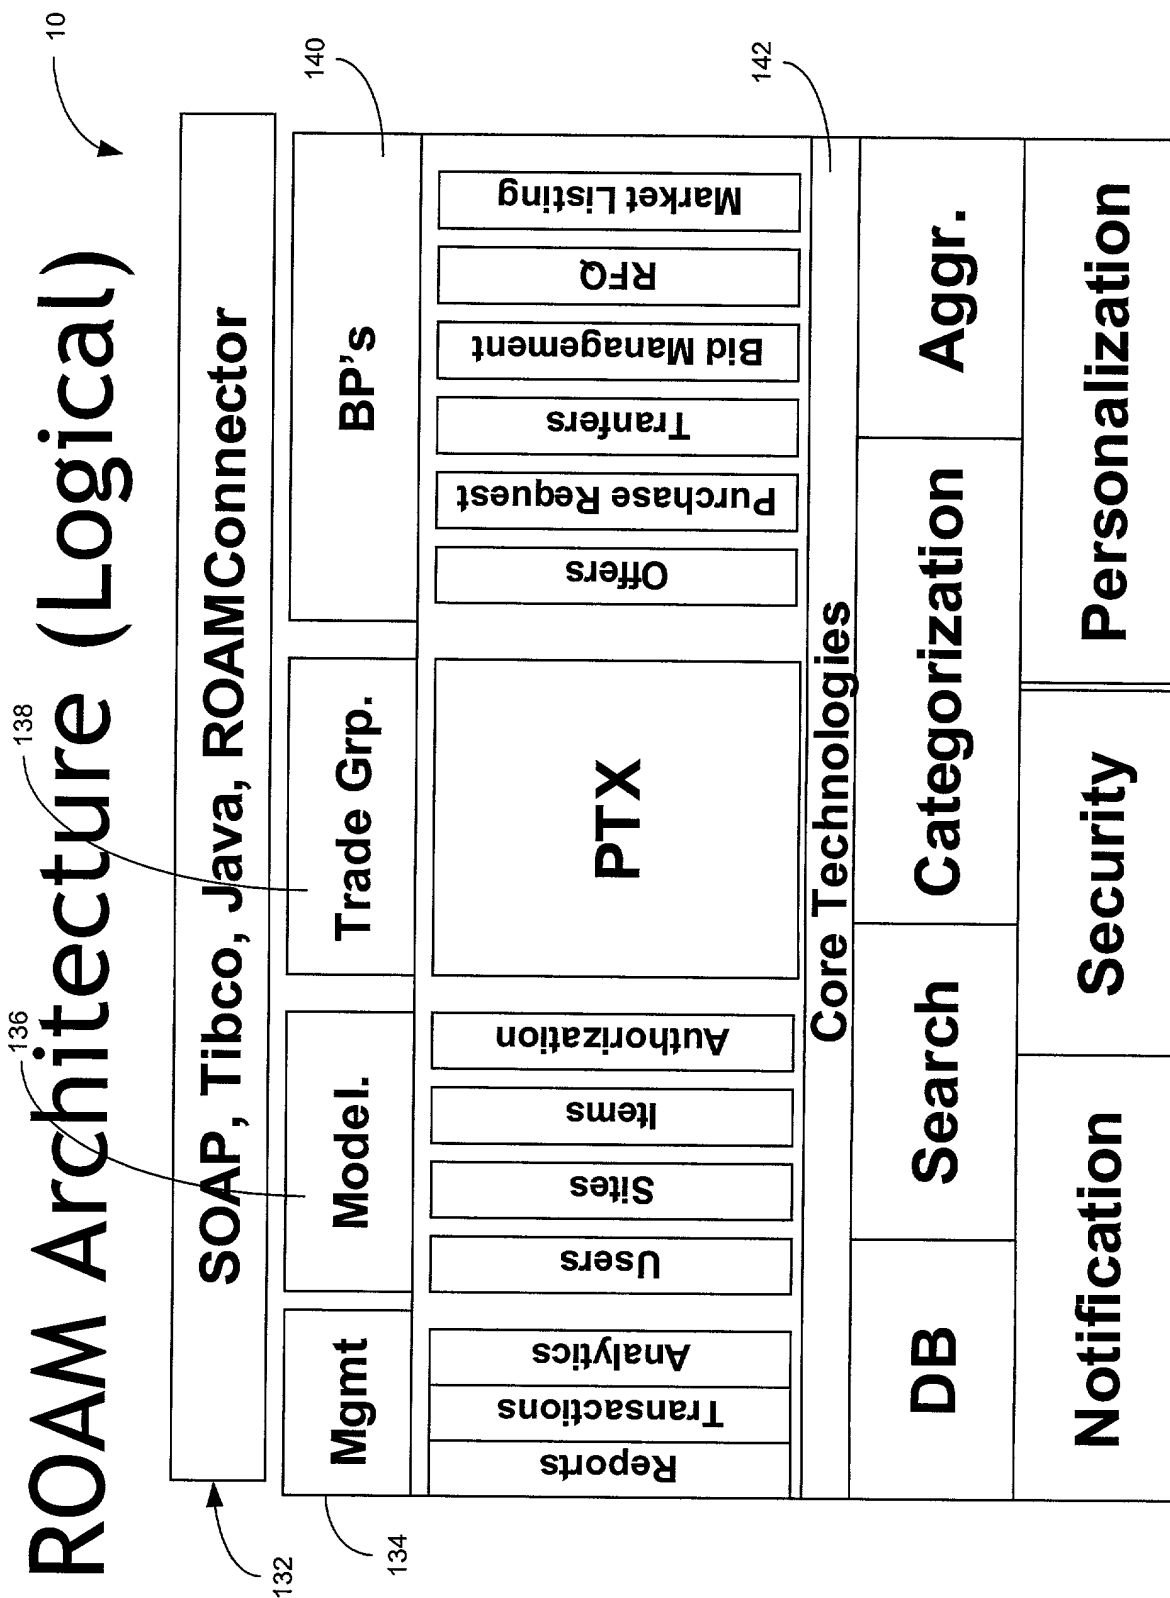 ROAM Architecture (Logical)
10
132
SOAP, Tibco, Java, ROAMConnector
134
136
138
140
Mgmt
Model.
Trade Grp.
BP's
Reports
Transactions
Analytics
Users
Sites
Items
Authorization
PTX
Offers
Purchase Request
Tranfers
Bid Management
RFQ
Market Listing
142
Core Technologies
DB
Search
Categorization
Aggr.
Notification
Security
Personalization